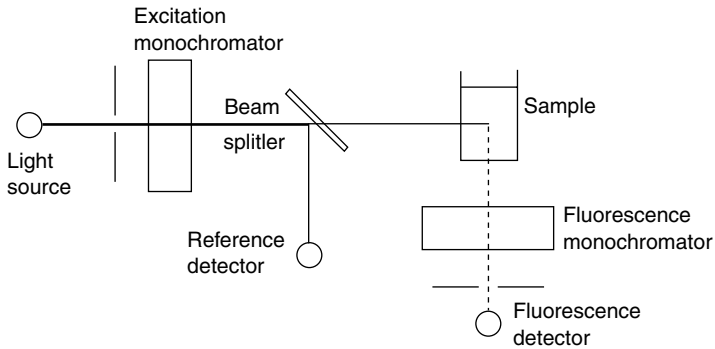 Excitation
monochromator
Beam
splitler
Sample
Light
source
Reference
detector
Fluorescence
monochromator
Fluorescence
detector